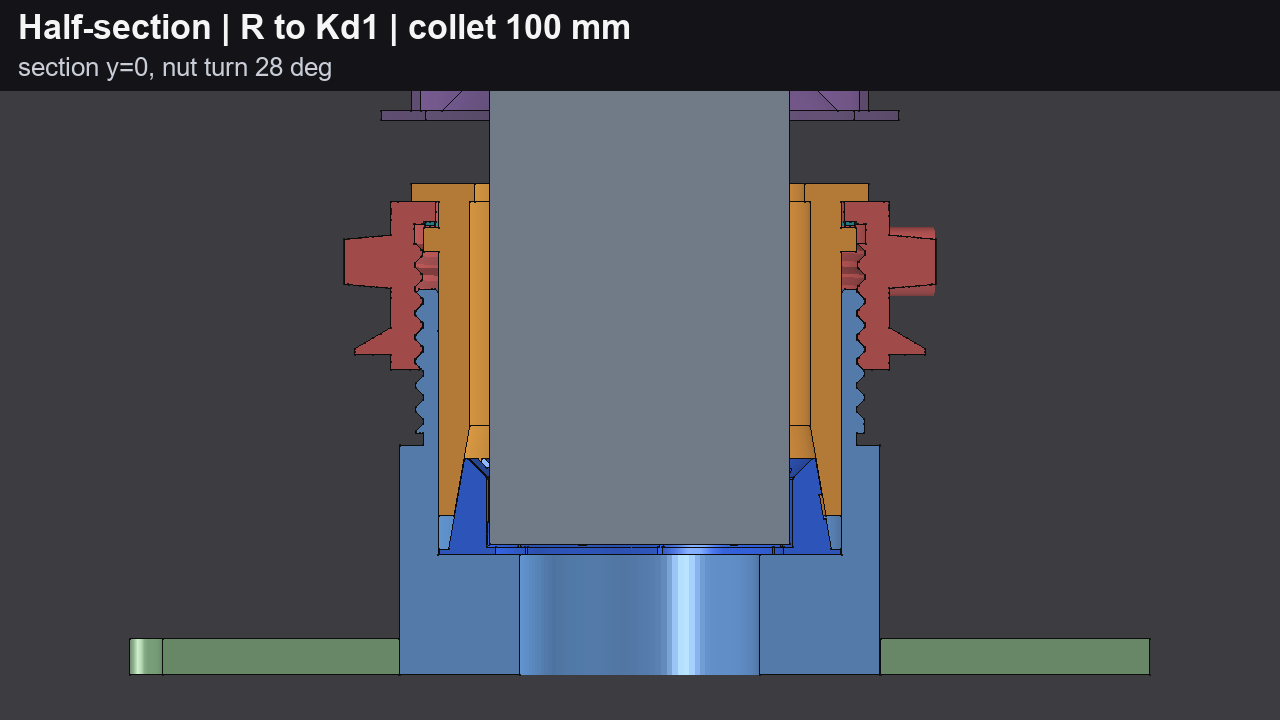 Half-section | R to Kd1 | collet 100 mm
section y=0, nut turn 28 deg